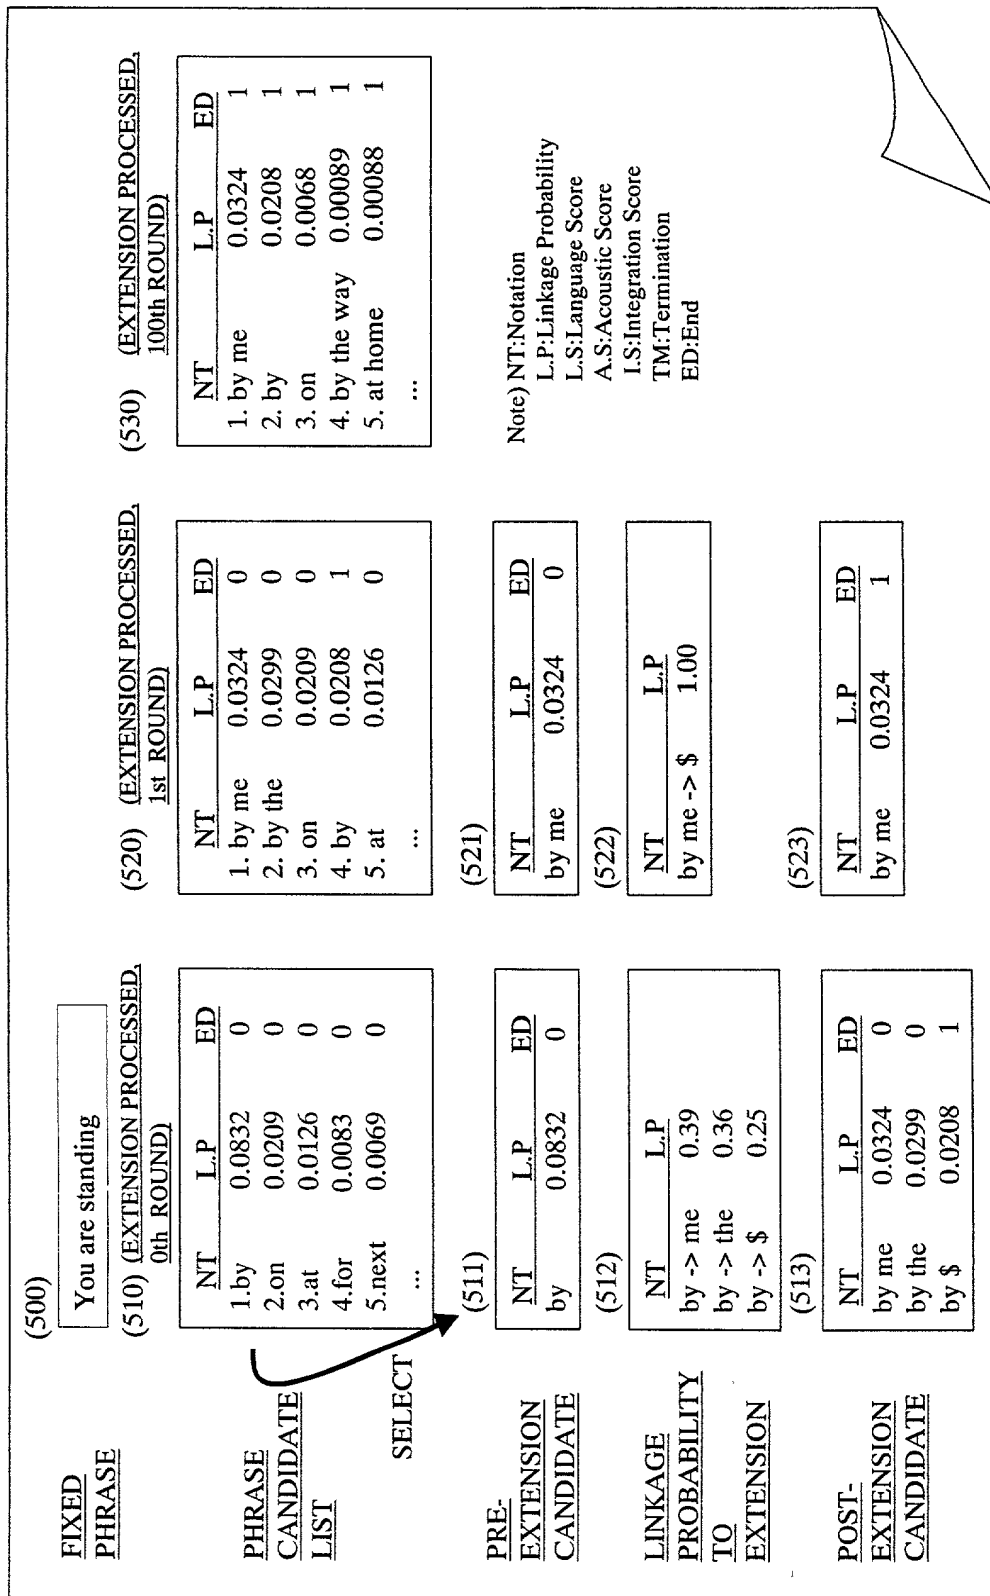 (500)
FIXED
PHRASE
You are standing
(510) (EXTENSION PROCESSED,
0th ROUND)
PHRASE
CANDIDATE
LIST
NT L.P ED
1.by 0.0832 0
2.on 0.0209 0
3.at 0.0126 0
4.for 0.0083 0
5.next 0.0069 0
...
SELECT
(511)
PRE-
EXTENSION
CANDIDATE
NT L.P ED
by 0.0832 0
(512)
LINKAGE
PROBABILITY
TO
EXTENSION
NT L.P
by -> me 0.39
by -> the 0.36
by -> $ 0.25
(513)
POST-
EXTENSION
CANDIDATE
NT L.P ED
by me 0.0324 0
by the 0.0299 0
by $ 0.0208 1
(520) (EXTENSION PROCESSED,
1st ROUND)
NT L.P ED
1. by me 0.0324 0
2. by the 0.0299 0
3. on 0.0209 0
4. by 0.0208 1
5. at 0.0126 0
...
(521)
NT L.P ED
by me 0.0324 0
(522)
NT L.P
by me -> $ 1.00
(523)
NT L.P ED
by me 0.0324 1
(530) (EXTENSION PROCESSED,
100th ROUND)
NT L.P ED
1. by me 0.0324 1
2. by 0.0208 1
3. on 0.0068 1
4. by the way 0.00089 1
5. at home 0.00088 1
...
Note) NT:Notation
L.P:Linkage Probability
L.S:Language Score
A.S:Acoustic Score
I.S:Integration Score
TM:Termination
ED:End